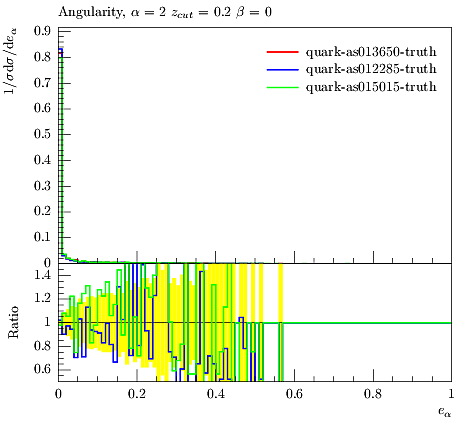 Angularity, α = 2 z_cut = 0.2 β = 0
1/σ dσ/de_α
0.9
0.8
0.7
0.6
0.5
0.4
0.3
0.2
0.1
0
quark-as013650-truth
quark-as012285-truth
quark-as015015-truth
Ratio
1.4
1.2
1
0.8
0.6
0 0.2 0.4 0.6 0.8 1
e_α